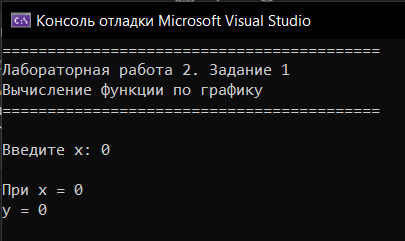 Консоль отладки Microsoft Visual Studio
==========================================
Лабораторная работа 2. Задание 1
Вычисление функции по графику
==========================================
Введите x: 0
При x = 0
y = 0